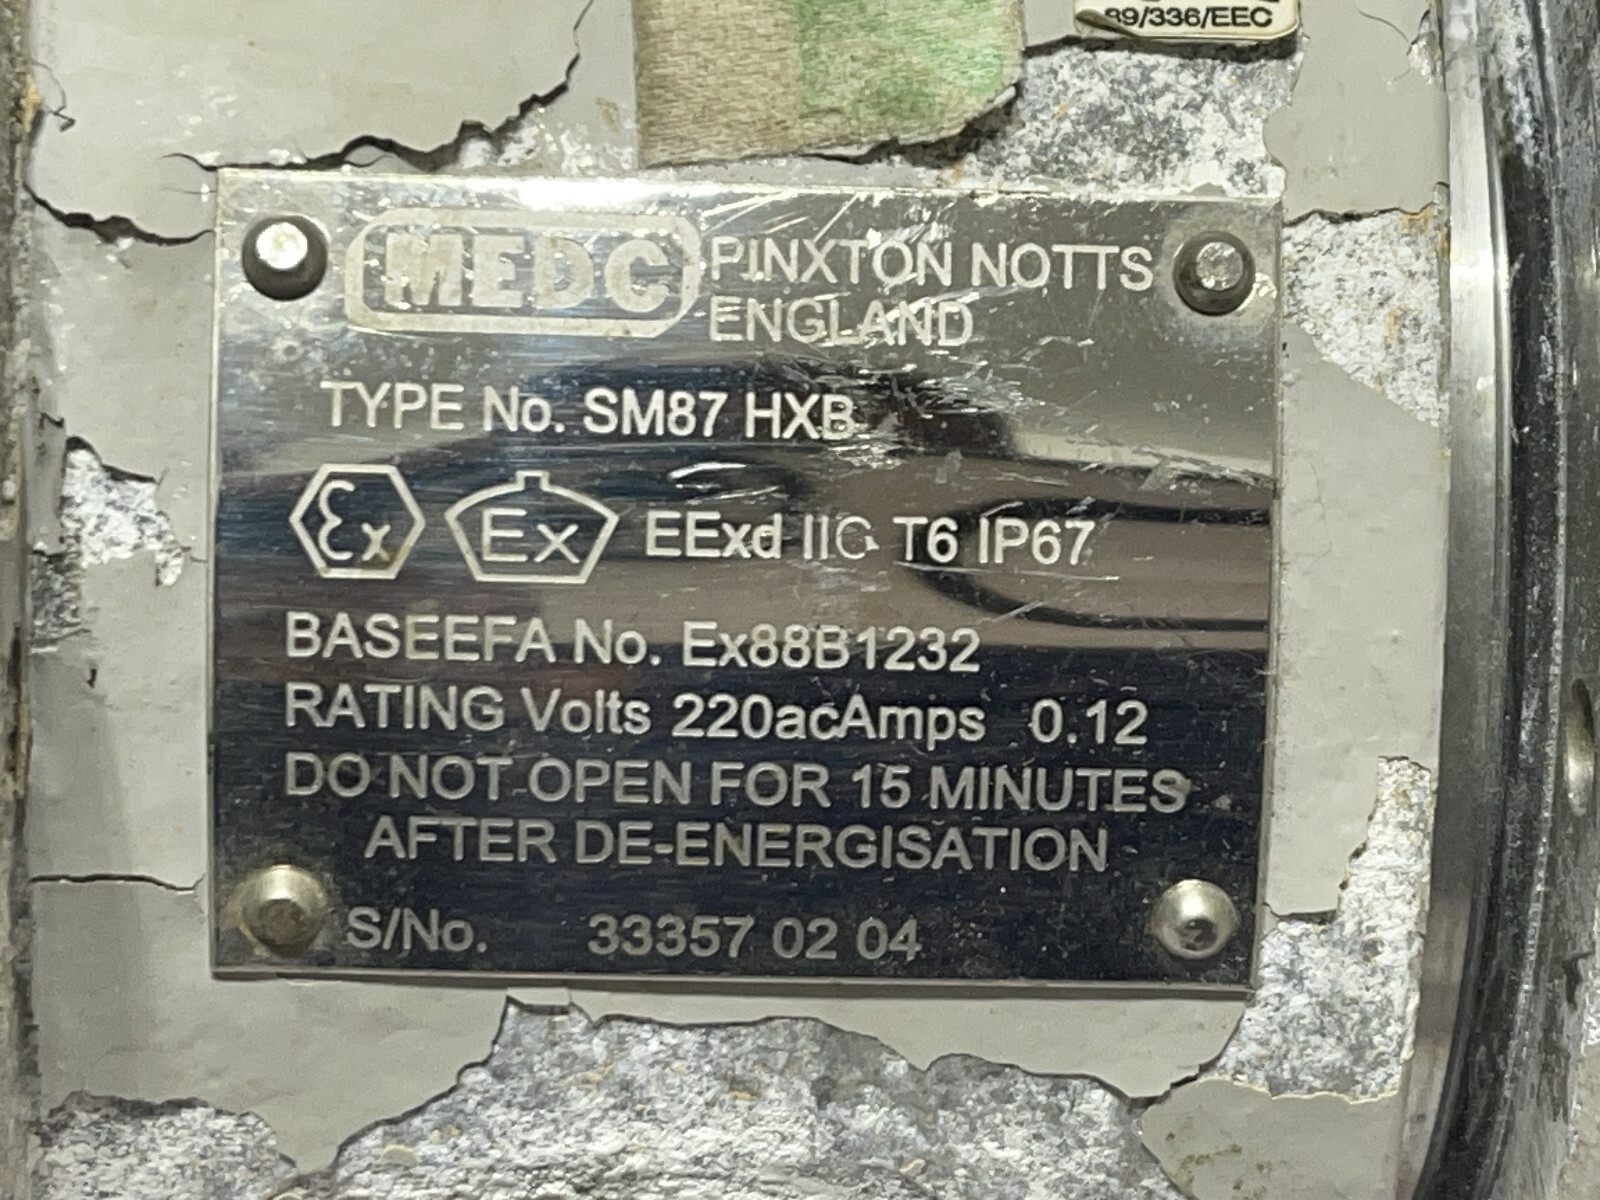 89/336/EEC
MEDC PINXTON NOTTS
ENGLAND
TYPE No. SM87 HXB
Ex Ex EExd IIC T6 IP67
BASEEFA No. Ex88B1232
RATING Volts 220acAmps 0.12
DO NOT OPEN FOR 15 MINUTES
AFTER DE-ENERGISATION
S/No. 33357 02 04